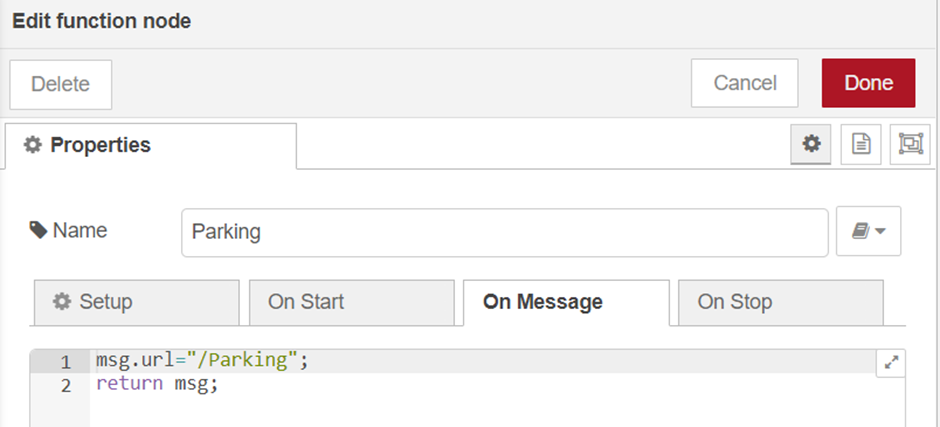 Edit function node
Delete Cancel Done
Properties
Name Parking
Setup On Start On Message On Stop
1 msg.url="/Parking";
2 return msg;